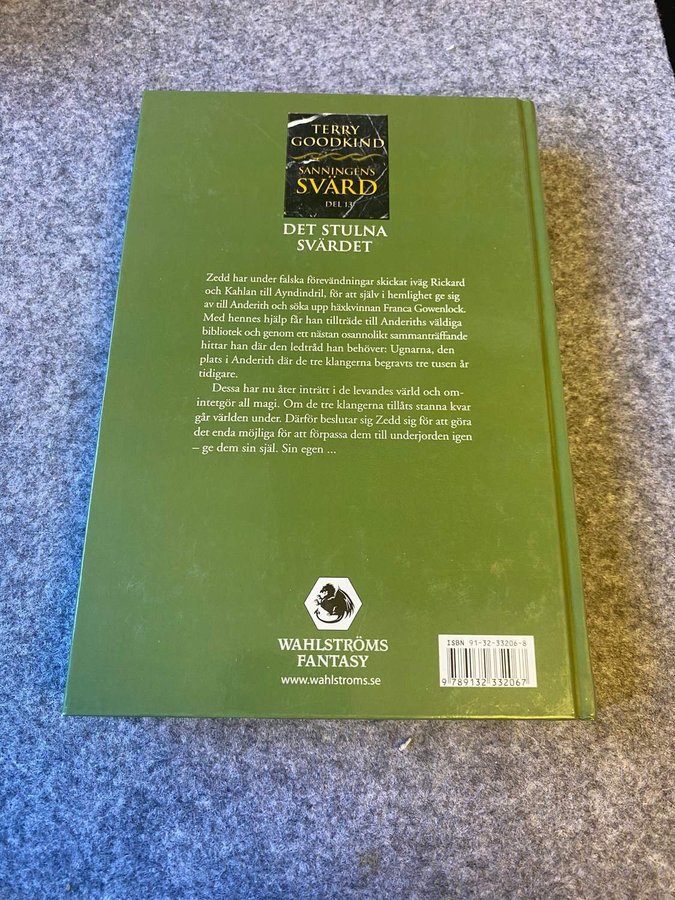 TERRY
GOODKIND
SANNINGENS
SVÄRD
DEL 13
DET STULNA
SVÄRDET
Zedd har under falska förevändningar skickat iväg Rickard
och Kahlan till Ayndindril, för att själv i hemlighet ge sig
av till Anderith och söka upp häxkvinnan Franca Gowenlock.
Med hennes hjälp får han tillträde till Anderiths väldiga
bibliotek och genom ett nästan osannolikt sammanträffande
hittar han där den ledtråd han behöver: Ugnarna, den
plats i Anderith där de tre klangerna begravts tre tusen år
tidigare.
Dessa har nu åter inträtt i de levandes värld och om-
intetgör all magi. Om de tre klangerna tillåts stanna kvar
går världen under. Därför beslutar sig Zedd sig för att göra
det enda möjliga för att förpassa dem till underjorden igen
– ge dem sin själ. Sin egen ...
WAHLSTRÖMS
FANTASY
www.wahlstroms.se
ISBN 91-32-33206-8
9 789132 332067